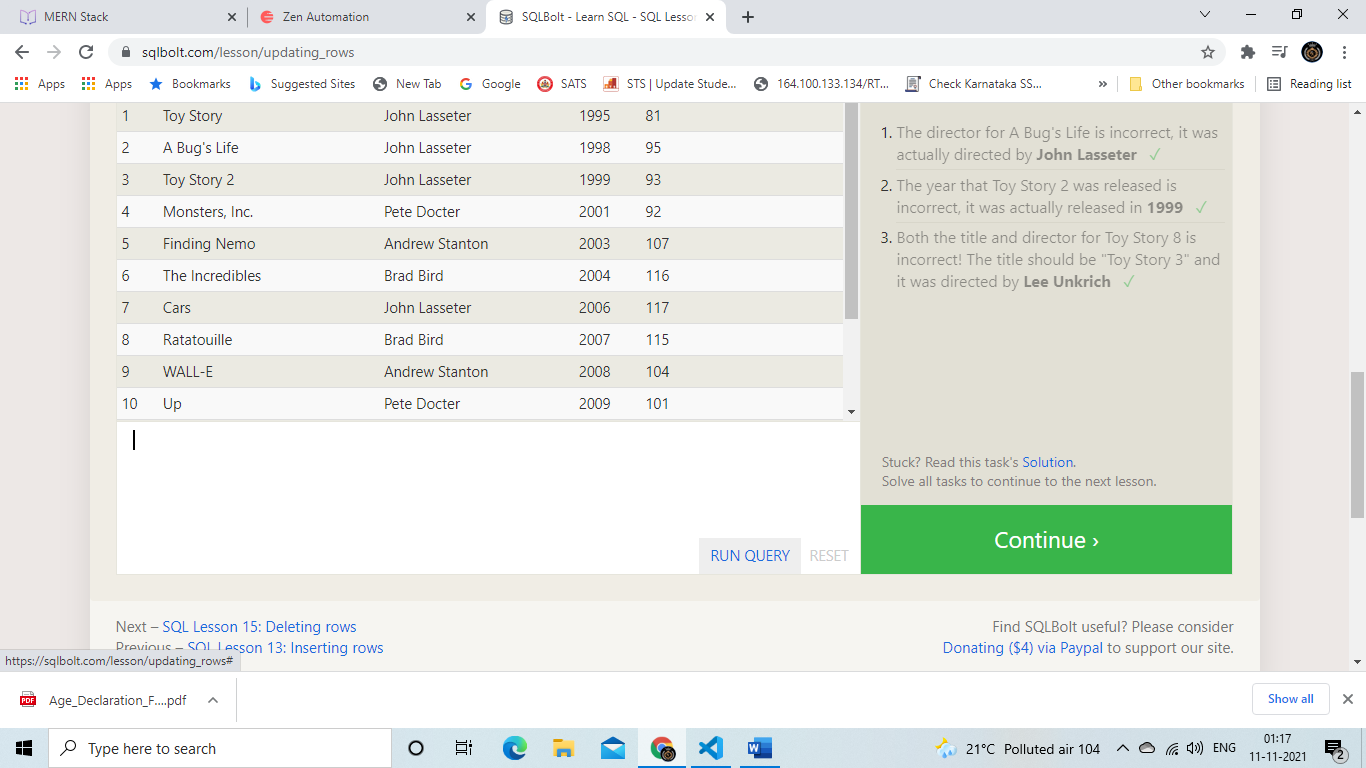 MERN Stack
Zen Automation
SQLBolt - Learn SQL - SQL Lesso
sqlbolt.com/lesson/updating_rows
Apps Apps Bookmarks Suggested Sites New Tab Google SATS STS | Update Stude... 164.100.133.134/RT... Check Karnataka SS... » Other bookmarks Reading list
1 Toy Story John Lasseter 1995 81
2 A Bug's Life John Lasseter 1998 95
3 Toy Story 2 John Lasseter 1999 93
4 Monsters, Inc. Pete Docter 2001 92
5 Finding Nemo Andrew Stanton 2003 107
6 The Incredibles Brad Bird 2004 116
7 Cars John Lasseter 2006 117
8 Ratatouille Brad Bird 2007 115
9 WALL-E Andrew Stanton 2008 104
10 Up Pete Docter 2009 101
RUN QUERY RESET
1. The director for A Bug's Life is incorrect, it was
actually directed by John Lasseter ✓
2. The year that Toy Story 2 was released is
incorrect, it was actually released in 1999 ✓
3. Both the title and director for Toy Story 8 is
incorrect! The title should be “Toy Story 3” and
it was directed by Lee Unkrich ✓
Stuck? Read this task's Solution.
Solve all tasks to continue to the next lesson.
Continue ›
Next – SQL Lesson 15: Deleting rows
Previous – SQL Lesson 13: Inserting rows
Find SQLBolt useful? Please consider
Donating ($4) via Paypal to support our site.
https://sqlbolt.com/lesson/updating_rows#
PDF Age_Declaration_F....pdf
Show all
Type here to search
21°C Polluted air 104
ENG
01:17
11-11-2021
2